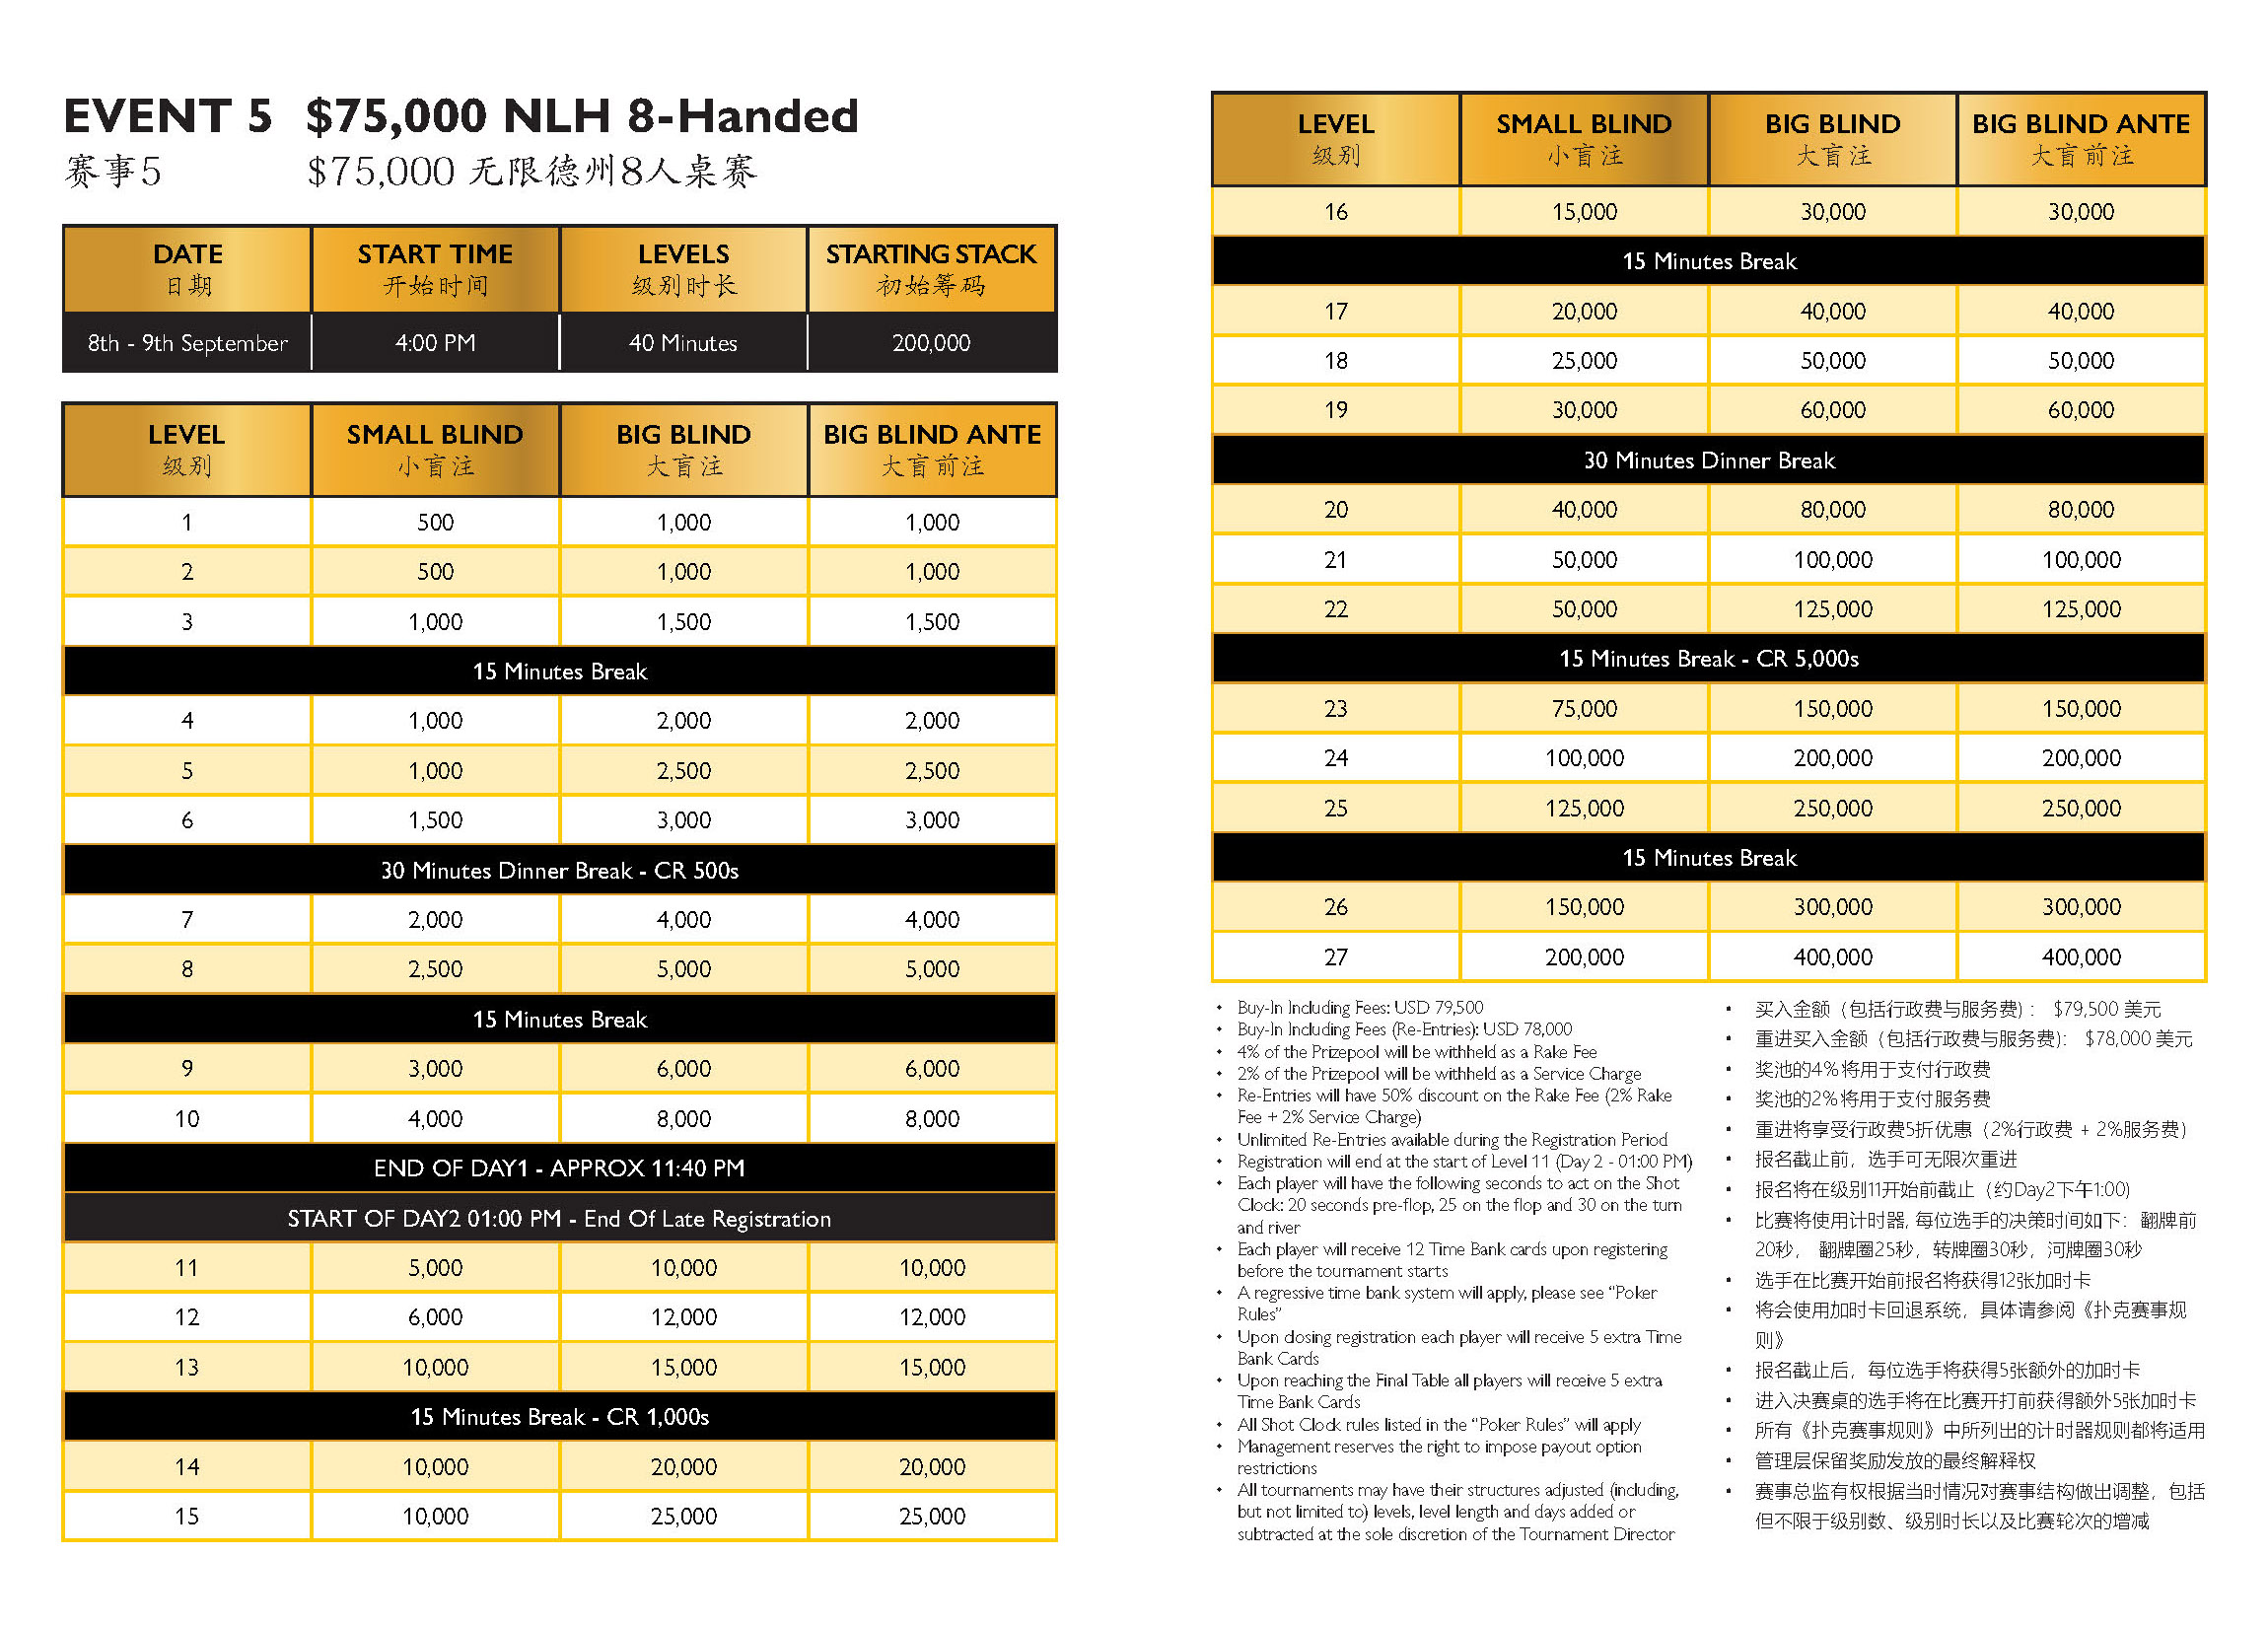 EVENT 5 $75,000 NLH 8-Handed
赛事5 $75,000 无限德州8人桌赛
DATE START TIME LEVELS STARTING STACK
日期 开始时间 级别时长 初始筹码
8th - 9th September 4:00 PM 40 Minutes 200,000
LEVEL SMALL BLIND BIG BLIND BIG BLIND ANTE
级别 小盲注 大盲注 大盲前注
1 500 1,000 1,000
2 500 1,000 1,000
3 1,000 1,500 1,500
15 Minutes Break
4 1,000 2,000 2,000
5 1,000 2,500 2,500
6 1,500 3,000 3,000
30 Minutes Dinner Break - CR 500s
7 2,000 4,000 4,000
8 2,500 5,000 5,000
15 Minutes Break
9 3,000 6,000 6,000
10 4,000 8,000 8,000
END OF DAY1 - APPROX 11:40 PM
START OF DAY2 01:00 PM - End Of Late Registration
11 5,000 10,000 10,000
12 6,000 12,000 12,000
13 10,000 15,000 15,000
15 Minutes Break - CR 1,000s
14 10,000 20,000 20,000
15 10,000 25,000 25,000
LEVEL SMALL BLIND BIG BLIND BIG BLIND ANTE
级别 小盲注 大盲注 大盲前注
16 15,000 30,000 30,000
15 Minutes Break
17 20,000 40,000 40,000
18 25,000 50,000 50,000
19 30,000 60,000 60,000
30 Minutes Dinner Break
20 40,000 80,000 80,000
21 50,000 100,000 100,000
22 50,000 125,000 125,000
15 Minutes Break - CR 5,000s
23 75,000 150,000 150,000
24 100,000 200,000 200,000
25 125,000 250,000 250,000
15 Minutes Break
26 150,000 300,000 300,000
27 200,000 400,000 400,000
• Buy-In Including Fees: USD 79,500
• Buy-In Including Fees (Re-Entries): USD 78,000
• 4% of the Prizepool will be withheld as a Rake Fee
• 2% of the Prizepool will be withheld as a Service Charge
• Re-Entries will have 50% discount on the Rake Fee (2% Rake
Fee + 2% Service Charge)
• Unlimited Re-Entries available during the Registration Period
• Registration will end at the start of Level 11 (Day 2 - 01:00 PM)
• Each player will have the following seconds to act on the Shot
Clock: 20 seconds pre-flop, 25 on the flop and 30 on the turn
and river
• Each player will receive 12 Time Bank cards upon registering
before the tournament starts
• A regressive time bank system will apply, please see “Poker
Rules”
• Upon closing registration each player will receive 5 extra Time
Bank Cards
• Upon reaching the Final Table all players will receive 5 extra
Time Bank Cards
• All Shot Clock rules listed in the “Poker Rules” will apply
• Management reserves the right to impose payout option
restrictions
• All tournaments may have their structures adjusted (including,
but not limited to) levels, level length and days added or
subtracted at the sole discretion of the Tournament Director
• 买入金额（包括行政费与服务费）： $79,500 美元
• 重进买入金额（包括行政费与服务费)： $78,000 美元
• 奖池的4%将用于支付行政费
• 奖池的2%将用于支付服务费
• 重进将享受行政费5折优惠（2%行政费 + 2%服务费）
• 报名截止前，选手可无限次重进
• 报名将在级别11开始前截止（约Day2下午1:00)
• 比赛将使用计时器, 每位选手的决策时间如下：翻牌前
20秒， 翻牌圈25秒，转牌圈30秒，河牌圈30秒
• 选手在比赛开始前报名将获得12张加时卡
• 将会使用加时卡回退系统，具体请参阅《扑克赛事规
则》
• 报名截止后，每位选手将获得5张额外的加时卡
• 进入决赛桌的选手将在比赛开打前获得额外5张加时卡
• 所有《扑克赛事规则》中所列出的计时器规则都将适用
• 管理层保留奖励发放的最终解释权
• 赛事总监有权根据当时情况对赛事结构做出调整，包括
但不限于级别数、级别时长以及比赛轮次的增减